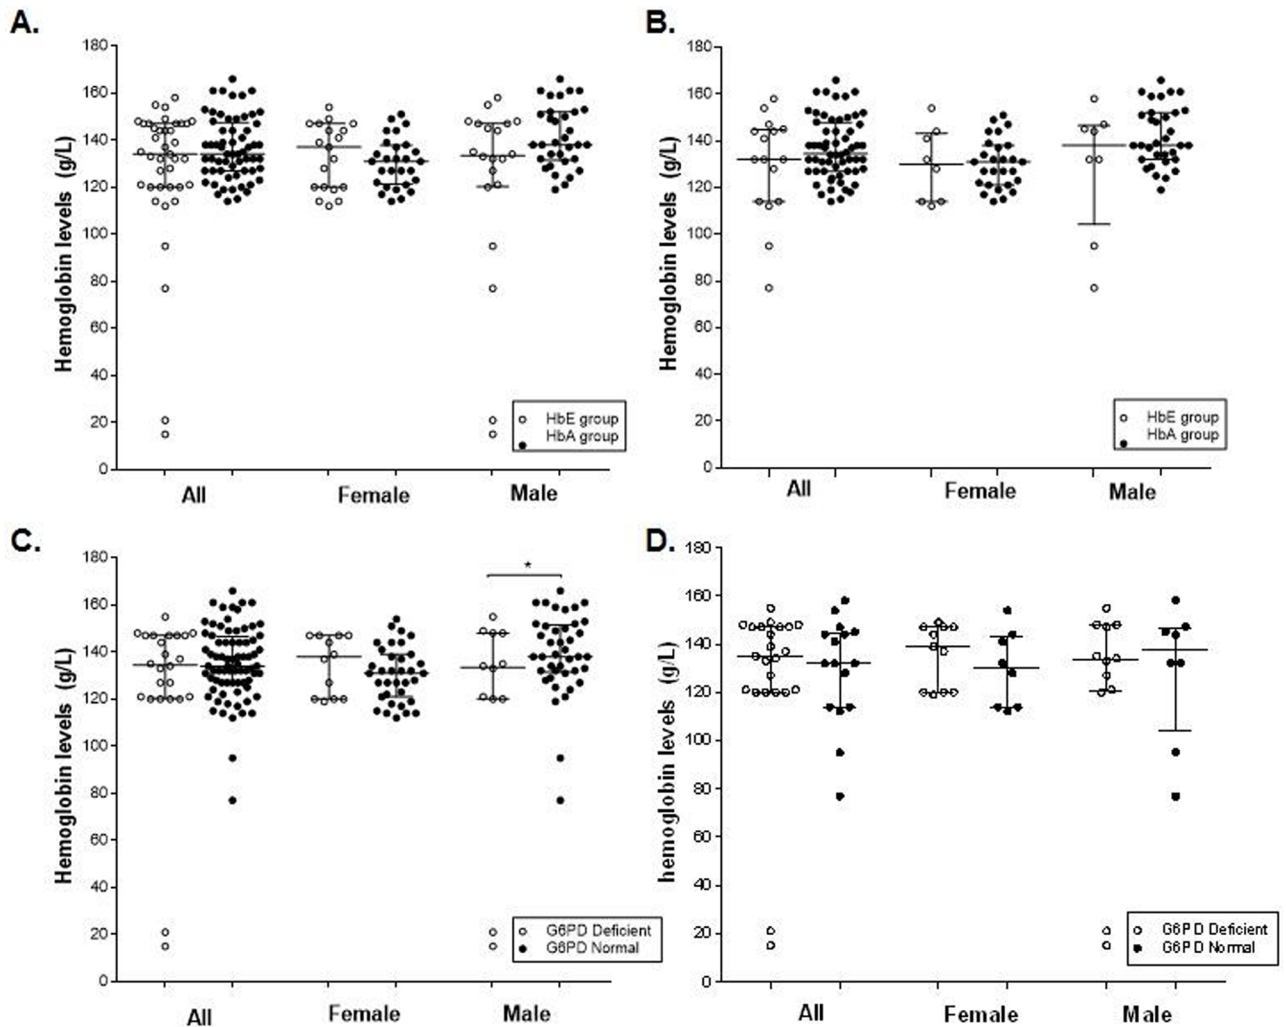 A.
Hemoglobin levels (g/L)
180
160
140
120
100
80
60
40
20
0
HbE group
HbA group
All
Female
Male
B.
Hemoglobin levels (g/L)
180
160
140
120
100
80
60
40
20
0
HbE group
HbA group
All
Female
Male
C.
Hemoglobin levels (g/L)
180
160
140
120
100
80
60
40
20
0
*
G6PD Deficient
G6PD Normal
All
Female
Male
D.
hemoglobin levels (g/L)
180
160
140
120
100
80
60
40
20
0
G6PD Deficient
G6PD Normal
All
Female
Male